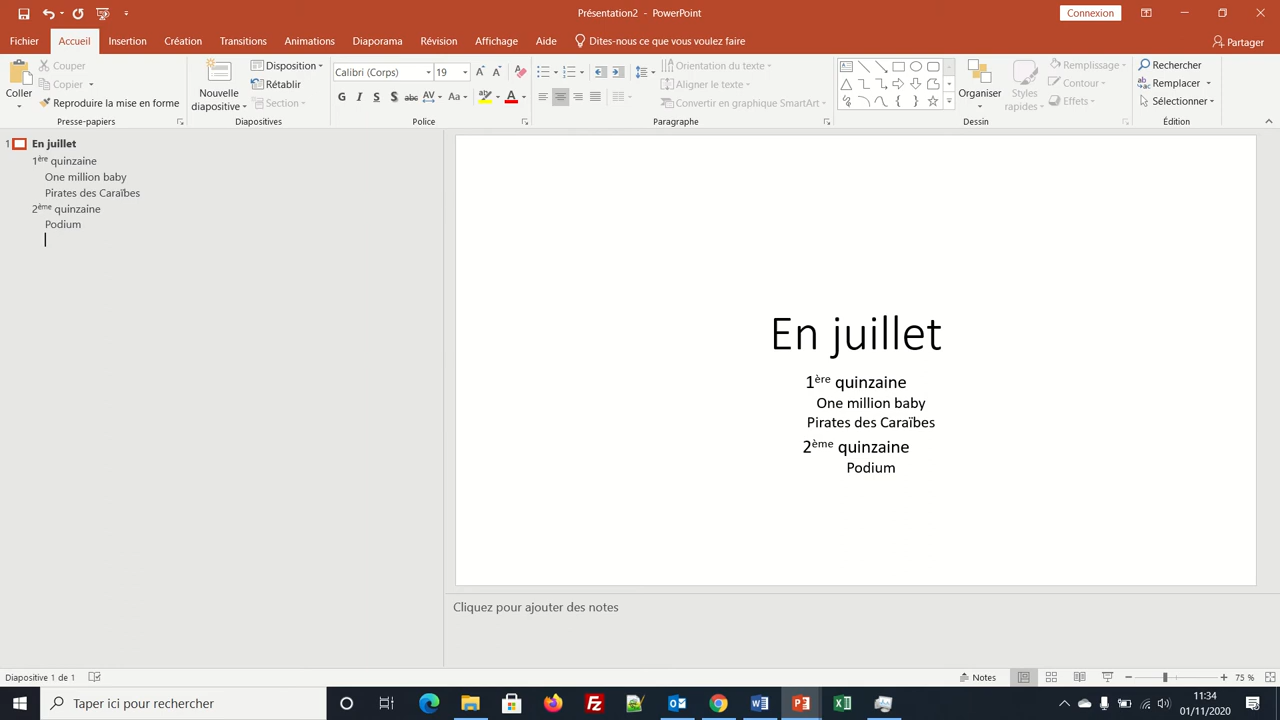 Présentation2 - PowerPoint
Connexion
Fichier Accueil Insertion Création Transitions Animations Diaporama Révision Affichage Aide Dites-nous ce que vous voulez faire Partager
Coller
Couper
Copier
Reproduire la mise en forme
Presse-papiers
Nouvelle diapositive
Disposition
Rétablir
Section
Diapositives
Calibri (Corps) 19
G I S S abc AV Aa A
Police
Orientation du texte
Aligner le texte
Convertir en graphique SmartArt
Paragraphe
Organiser
Styles rapides
Remplissage
Contour
Effets
Dessin
Rechercher
Remplacer
Sélectionner
Édition
1 En juillet
1ère quinzaine
One million baby
Pirates des Caraïbes
2ème quinzaine
Podium
En juillet
1ère quinzaine
One million baby
Pirates des Caraïbes
2ème quinzaine
Podium
Cliquez pour ajouter des notes
Diapositive 1 de 1 Notes 75 %
Taper ici pour rechercher
11:34
01/11/2020